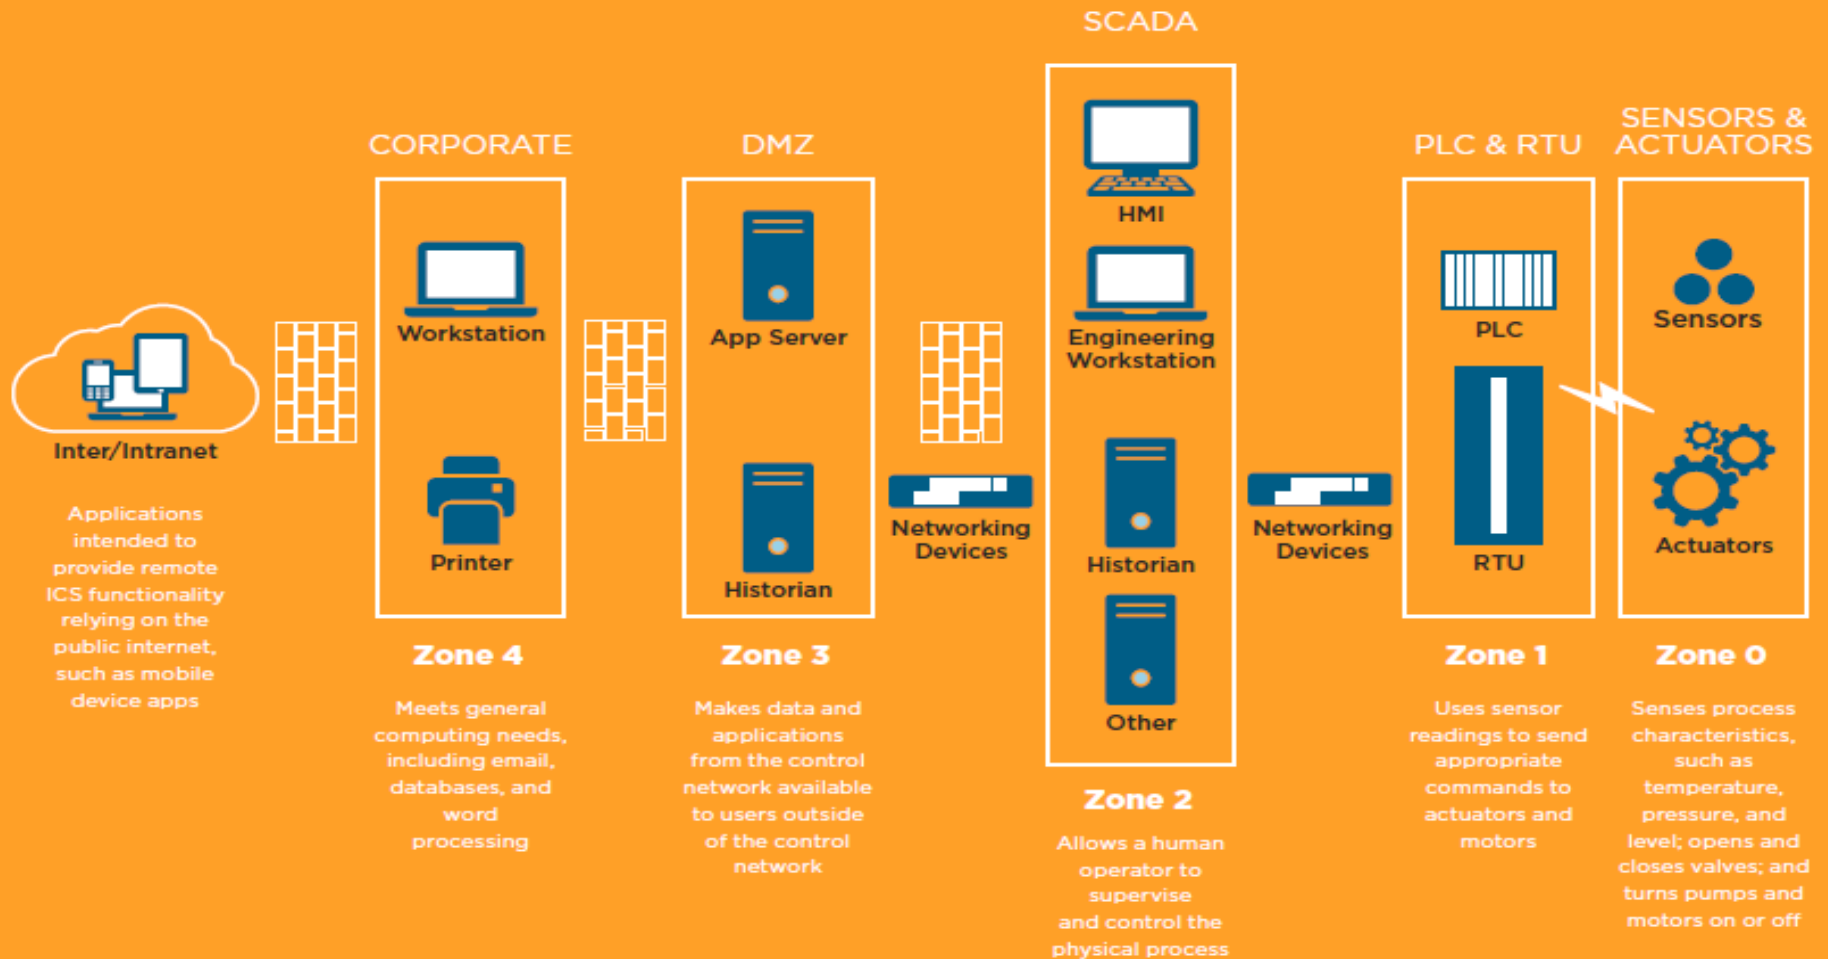 SCADA
CORPORATE
DMZ
PLC & RTU
SENSORS &
ACTUATORS
Inter/Intranet
Applications
intended to
provide remote
ICS functionality
relying on the
public internet,
such as mobile
device apps
Workstation
Printer
Zone 4
Meets general
computing needs,
including email,
databases, and
word
processing
App Server
Historian
Zone 3
Makes data and
applications
from the control
network available
to users outside
of the control
network
Networking
Devices
HMI
Engineering
Workstation
Historian
Other
Zone 2
Allows a human
operator to
supervise
and control the
physical process
Networking
Devices
PLC
RTU
Zone 1
Uses sensor
readings to send
appropriate
commands to
actuators and
motors
Sensors
Actuators
Zone 0
Senses process
characteristics,
such as
temperature,
pressure, and
level; opens and
closes valves; and
turns pumps and
motors on or off